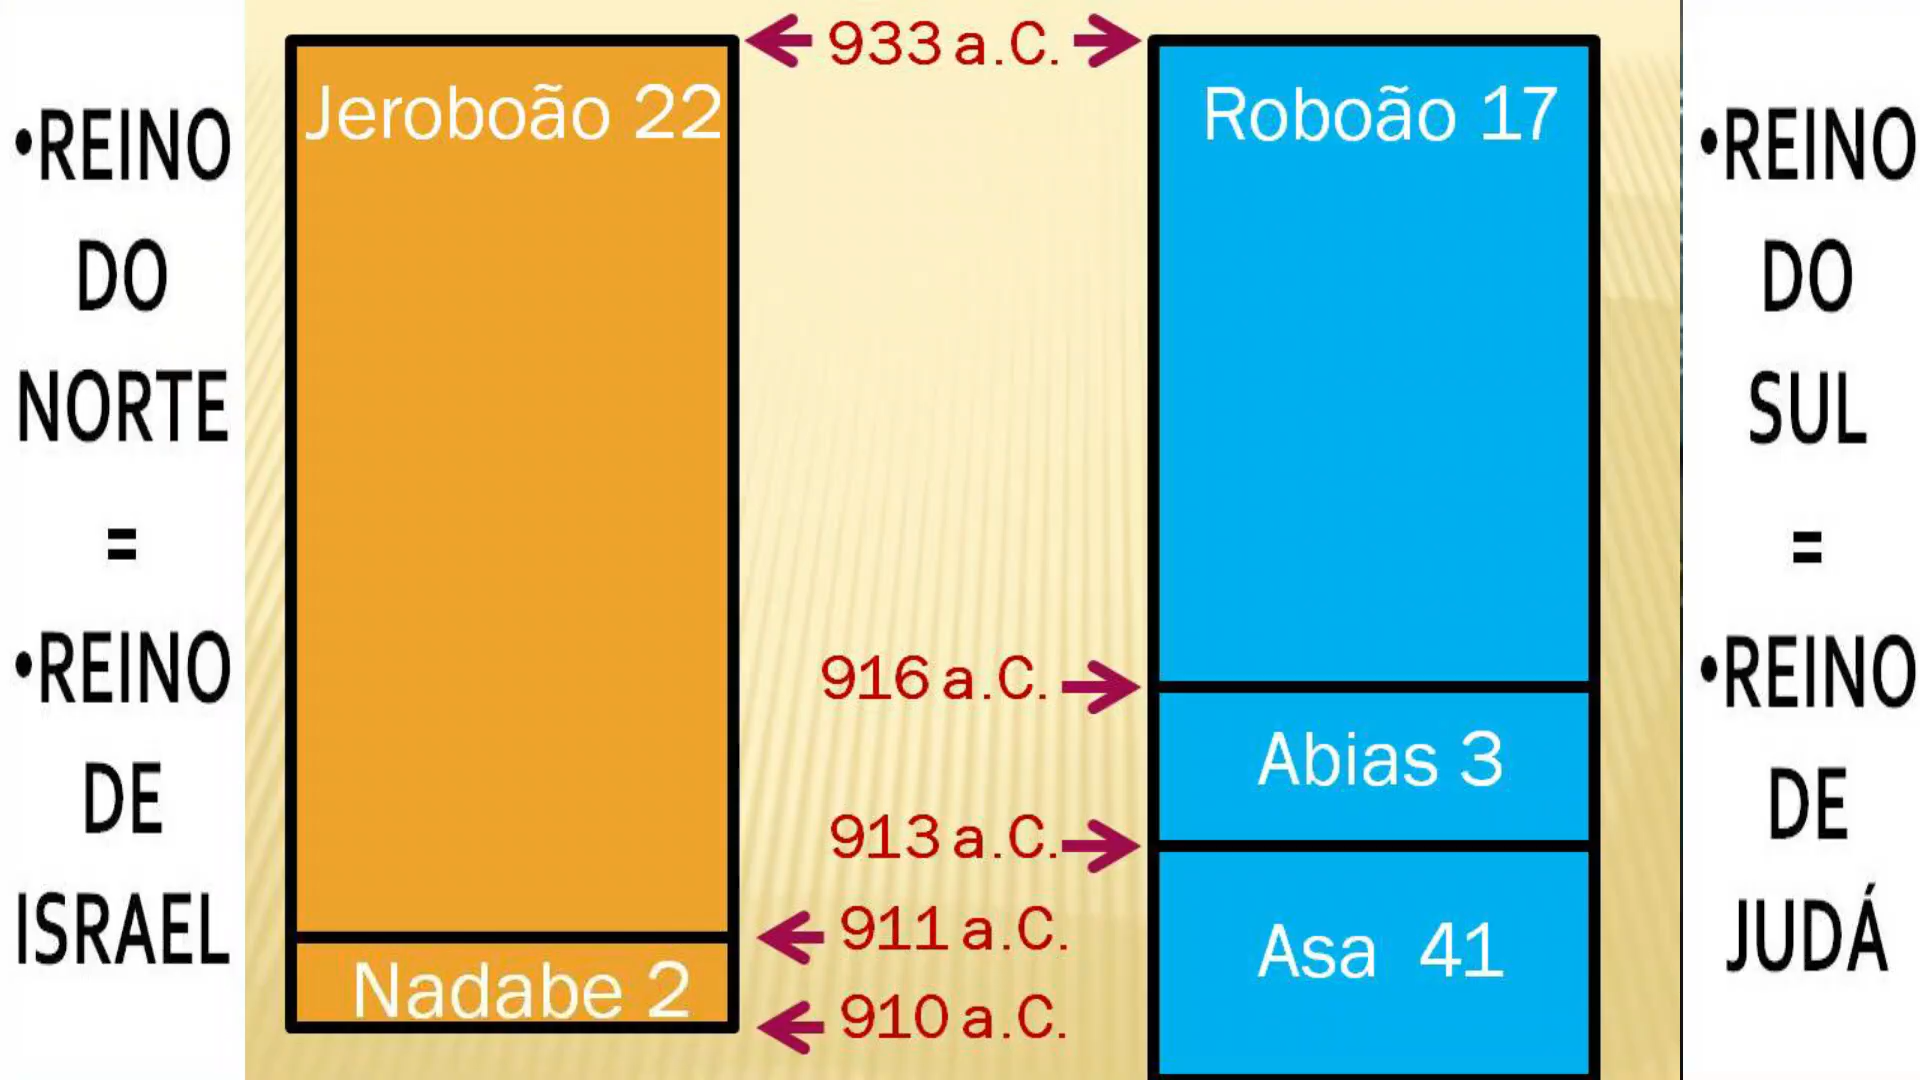 •REINO
DO
NORTE
=
•REINO
DE
ISRAEL
Jeroboão 22
Nadabe 2
933 a.C.
916 a.C.
913 a.C.
911 a.C.
910 a.C.
Roboão 17
Abias 3
Asa 41
•REINO
DO
SUL
=
•REINO
DE
JUDÁ